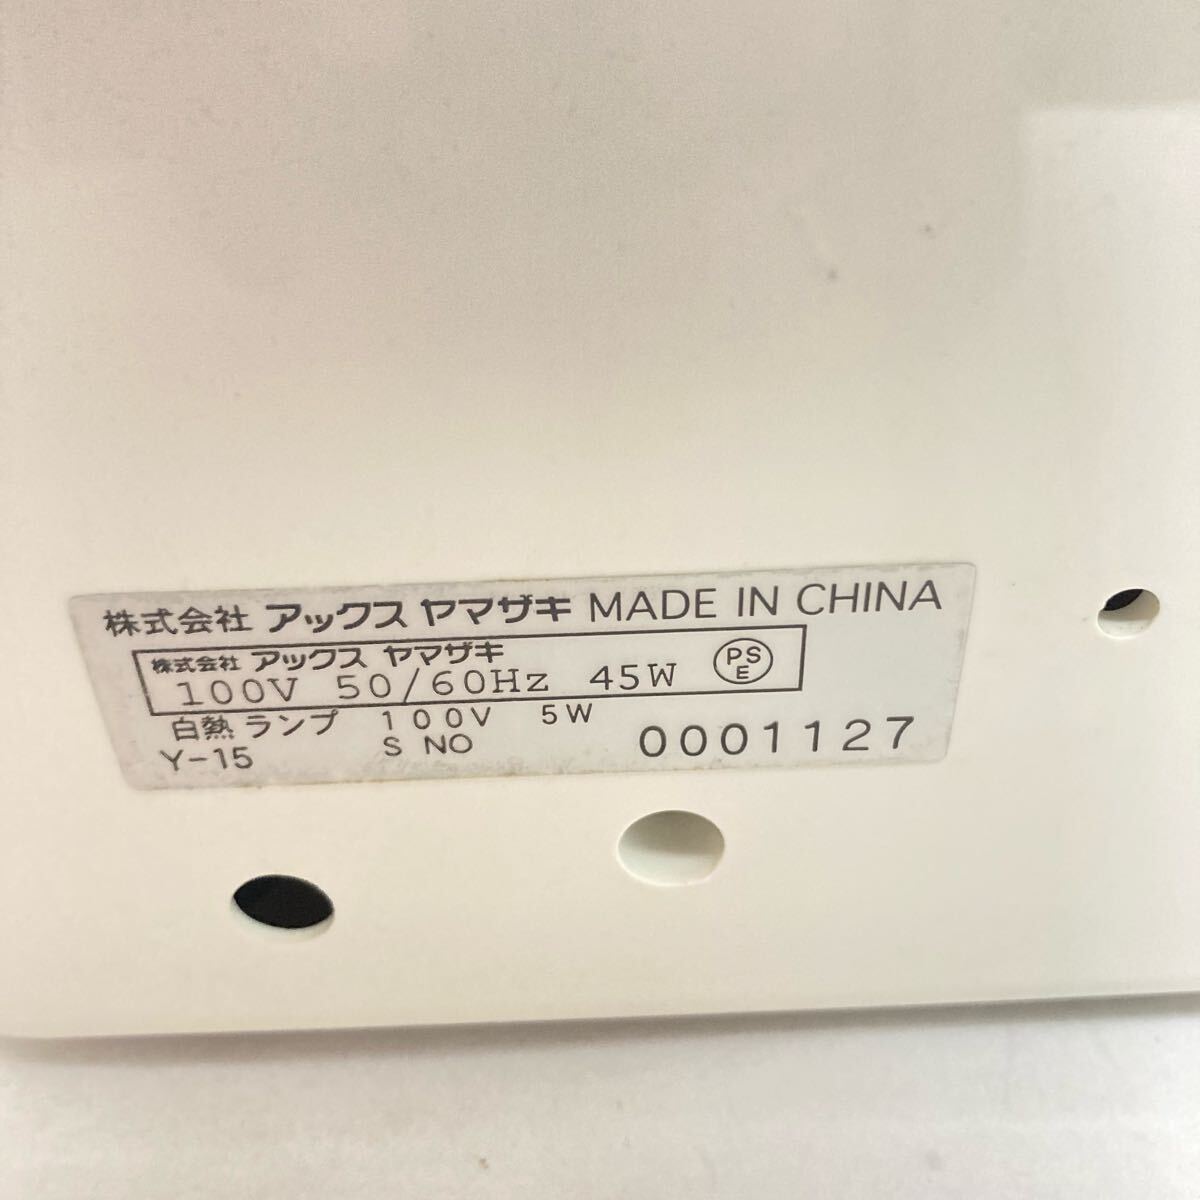 株式会社 アックス ヤマザキ MADE IN CHINA
株式会社 アックス ヤマザキ
100V 50/60Hz 45W PSE
白熱 ランプ 100V 5W
Y-15 S NO 0001127